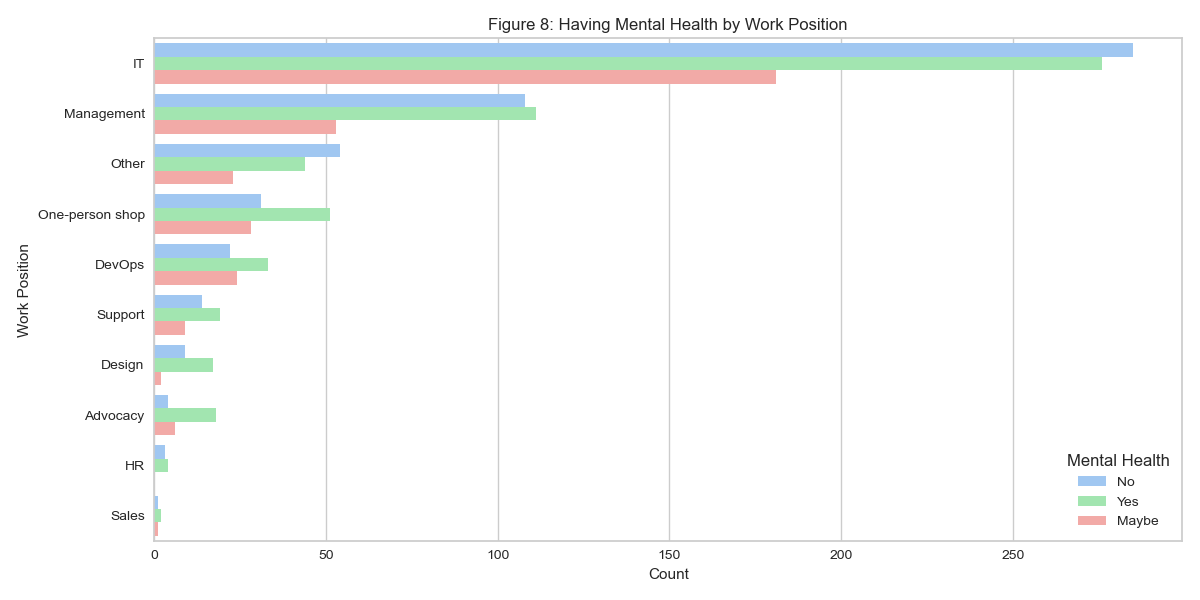 Figure 8: Having Mental Health by Work Position
Work Position
IT
Management
Other
One-person shop
DevOps
Support
Design
Advocacy
HR
Sales
Mental Health
No
Yes
Maybe
0 50 100 150 200 250
Count